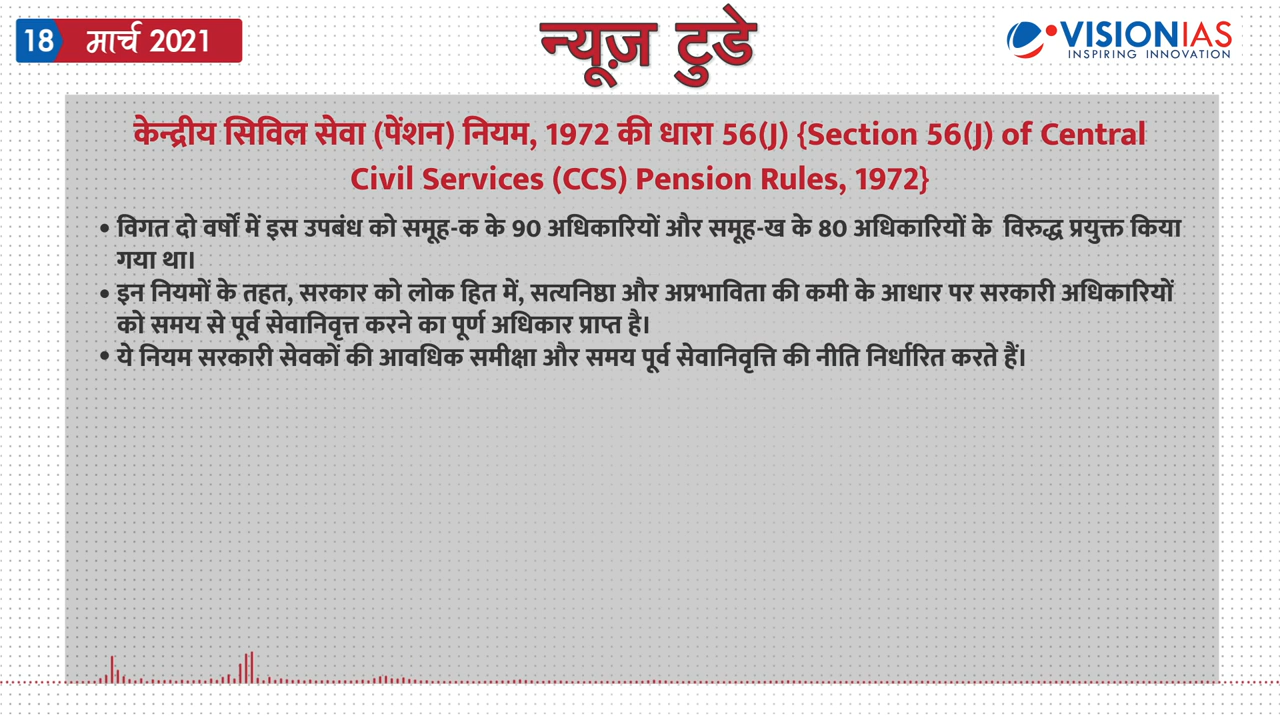 18 मार्च 2021
न्यूज़ टुडे
VISIONIAS
INSPIRING INNOVATION
केन्द्रीय सिविल सेवा (पेंशन) नियम, 1972 की धारा 56(J) {Section 56(J) of Central
Civil Services (CCS) Pension Rules, 1972}
• विगत दो वर्षों में इस उपबंध को समूह-क के 90 अधिकारियों और समूह-ख के 80 अधिकारियों के विरुद्ध प्रयुक्त किया
गया था।
• इन नियमों के तहत, सरकार को लोक हित में, सत्यनिष्ठा और अप्रभाविता की कमी के आधार पर सरकारी अधिकारियों
को समय से पूर्व सेवानिवृत्त करने का पूर्ण अधिकार प्राप्त है।
• ये नियम सरकारी सेवकों की आवधिक समीक्षा और समय पूर्व सेवानिवृत्ति की नीति निर्धारित करते हैं।